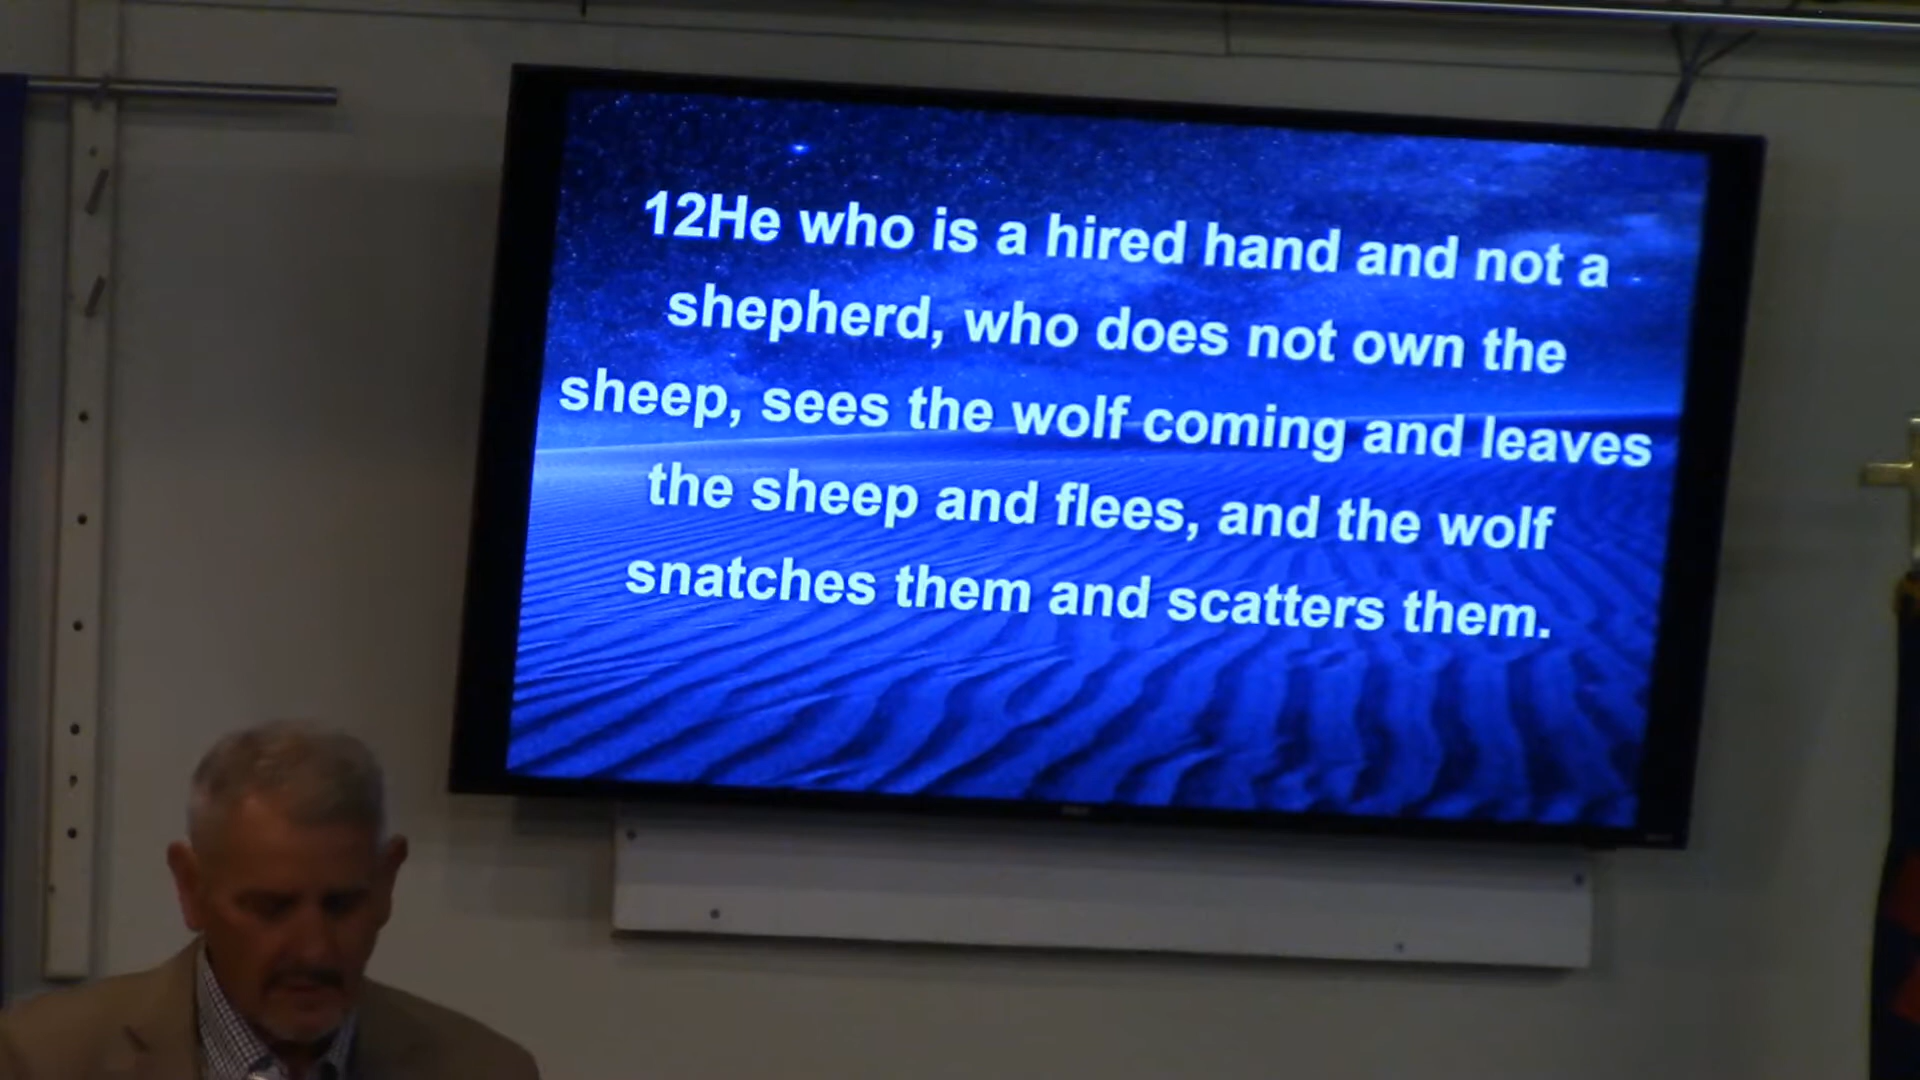 12He who is a hired hand and not a
shepherd, who does not own the
sheep, sees the wolf coming and leaves
the sheep and flees, and the wolf
snatches them and scatters them.